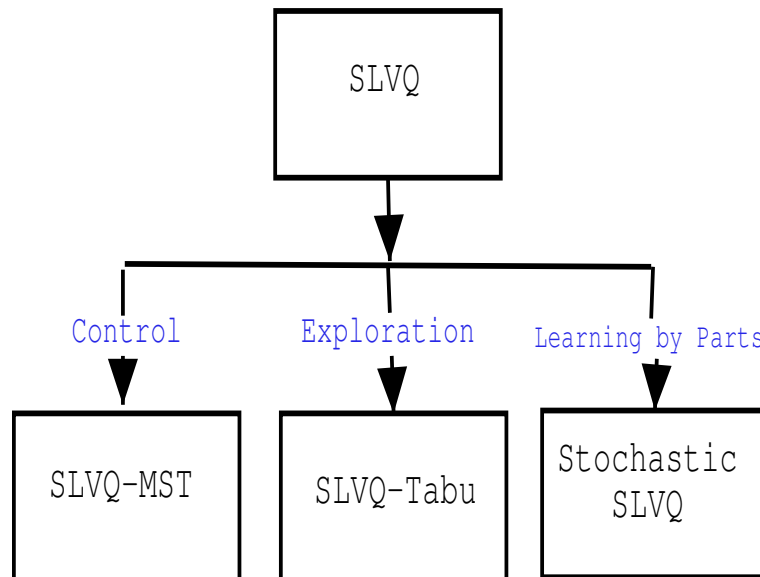 SLVQ
Control
Exploration
Learning by Parts
SLVQ-MST
SLVQ-Tabu
Stochastic
SLVQ